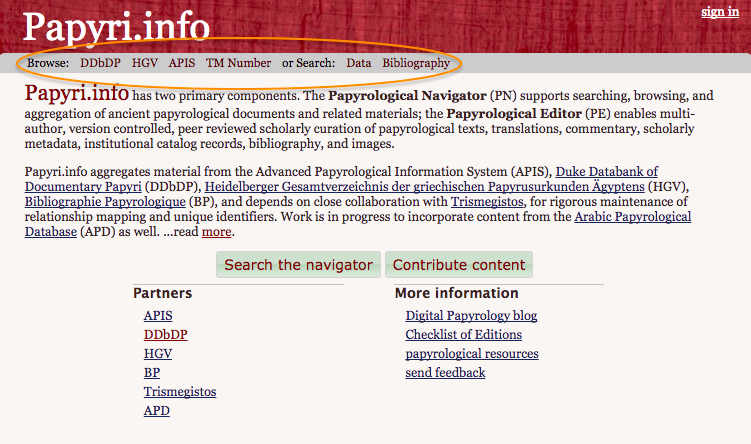 sign in
Papyri.info
Browse: DDbDP HGV APIS TM Number or Search: Data Bibliography
Papyri.info has two primary components. The Papyrological Navigator (PN) supports searching, browsing, and
aggregation of ancient papyrological documents and related materials; the Papyrological Editor (PE) enables multi-
author, version controlled, peer reviewed scholarly curation of papyrological texts, translations, commentary, scholarly
metadata, institutional catalog records, bibliography, and images.
Papyri.info aggregates material from the Advanced Papyrological Information System (APIS), Duke Databank of
Documentary Papyri (DDbDP), Heidelberger Gesamtverzeichnis der griechischen Papyrusurkunden Ägyptens (HGV),
Bibliographie Papyrologique (BP), and depends on close collaboration with Trismegistos, for rigorous maintenance of
relationship mapping and unique identifiers. Work is in progress to incorporate content from the Arabic Papyrological
Database (APD) as well. ...read more.
Search the navigator Contribute content
Partners
APIS
DDbDP
HGV
BP
Trismegistos
APD
More information
Digital Papyrology blog
Checklist of Editions
papyrological resources
send feedback